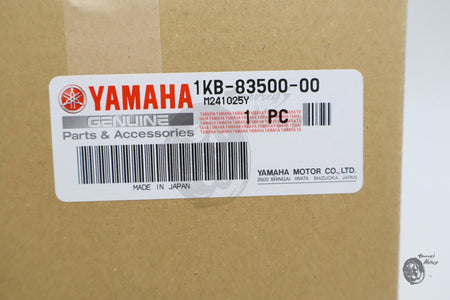 YAMAHA 1KB-83500-00
M241025Y
GENUINE
Parts & Accessories
1 PC
MADE IN JAPAN
YAMAHA MOTOR CO., LTD.
2500 SHINGAI IWATA SHIZUOKA JAPAN